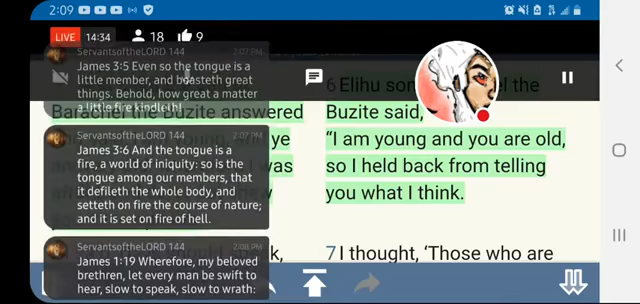 2:09
LIVE 14:34 18 9
ServantsoftheLORD 144 2:07 PM
James 3:5 Even so the tongue is a
little member, and boasteth great
things. Behold, how great a matter
a little fire kindleth!
Barachel the Buzite answered
ServantsoftheLORD 144 2:07 PM
James 3:6 And the tongue is a
fire, a world of iniquity: so is the
tongue among our members, that
it defileth the whole body, and
setteth on fire the course of nature;
and it is set on fire of hell.
ServantsoftheLORD 144 2:08 PM
James 1:19 Wherefore, my beloved
brethren, let every man be swift to
hear, slow to speak, slow to wrath:
6 Elihu son
the
Buzite said,
“I am young and you are old,
so I held back from telling
you what I think.
7 I thought, ‘Those who are